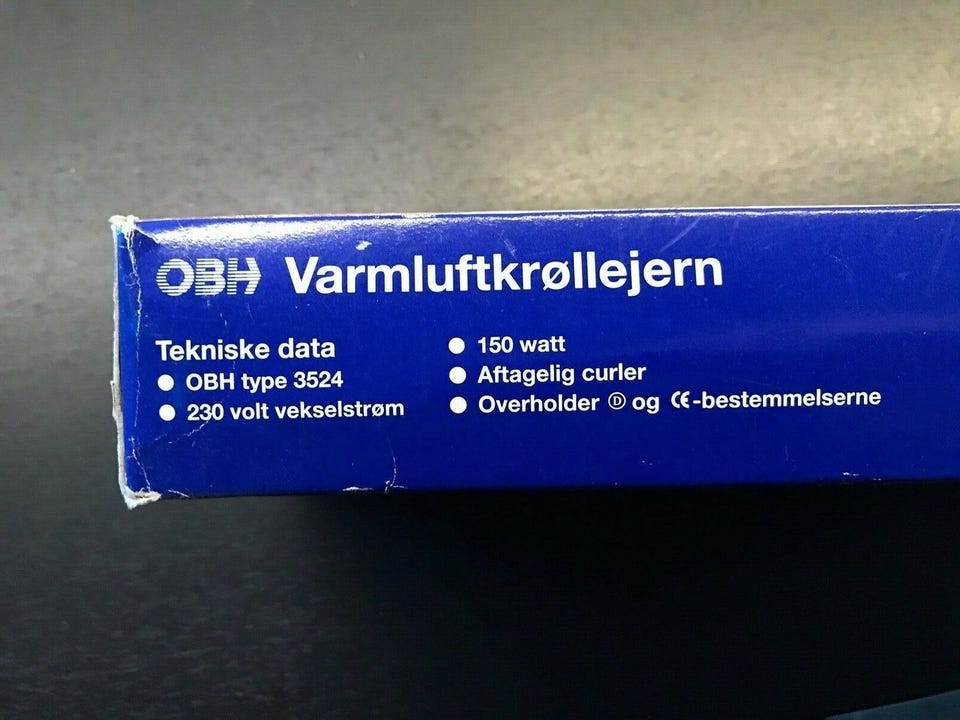 OBH Varmluftkrøllejern
Tekniske data
● OBH type 3524
● 230 volt vekselstrøm
● 150 watt
● Aftagelig curler
● Overholder Ⓓ og CE-bestemmelserne